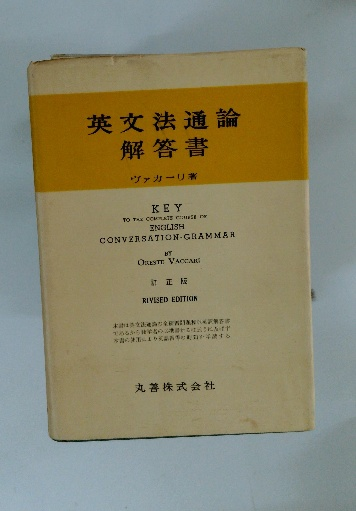 英文法通論
解答書
ヴァカーリ著
KEY
TO THE COMPLETE COURSE OF
ENGLISH
CONVERSATION-GRAMMAR
BY
ORESTE VACCARI
訂正版
REVISED EDITION
丸善株式会社